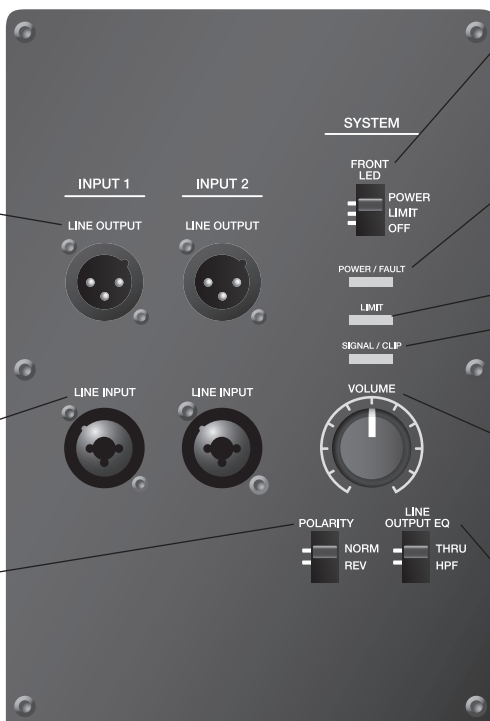 SYSTEM
FRONT
LED
POWER
LIMIT
OFF
INPUT 1
INPUT 2
LINE OUTPUT
LINE OUTPUT
POWER / FAULT
LIMIT
SIGNAL / CLIP
LINE INPUT
LINE INPUT
VOLUME
POLARITY
NORM
REV
LINE
OUTPUT EQ
THRU
HPF